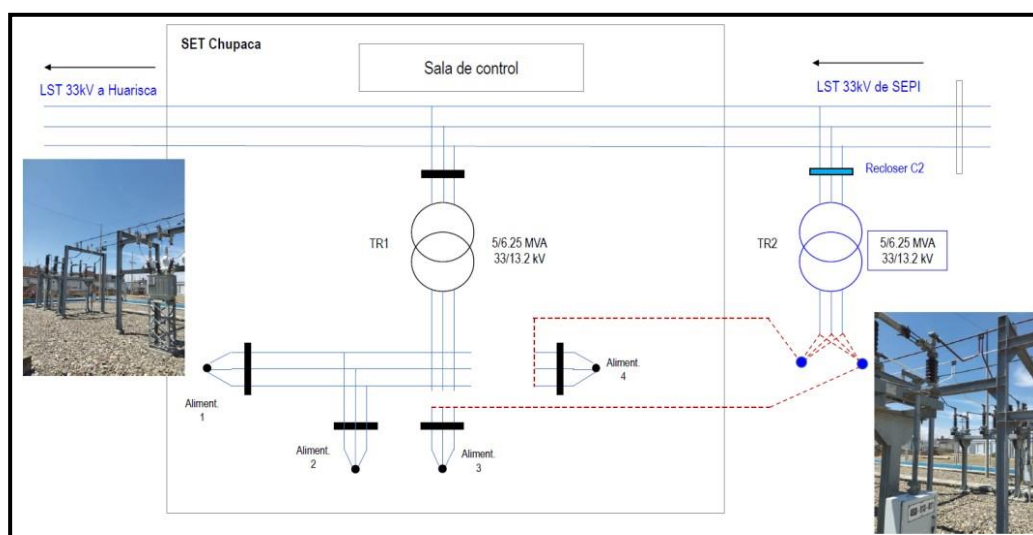 SET Chupaca
Sala de control
LST 33kV a Huarisca
LST 33kV de SEPI
Recloser C2
TR1
5/6.25 MVA
33/13.2 kV
TR2
5/6.25 MVA
33/13.2 kV
Aliment.
1
Aliment.
2
Aliment.
3
Aliment.
4